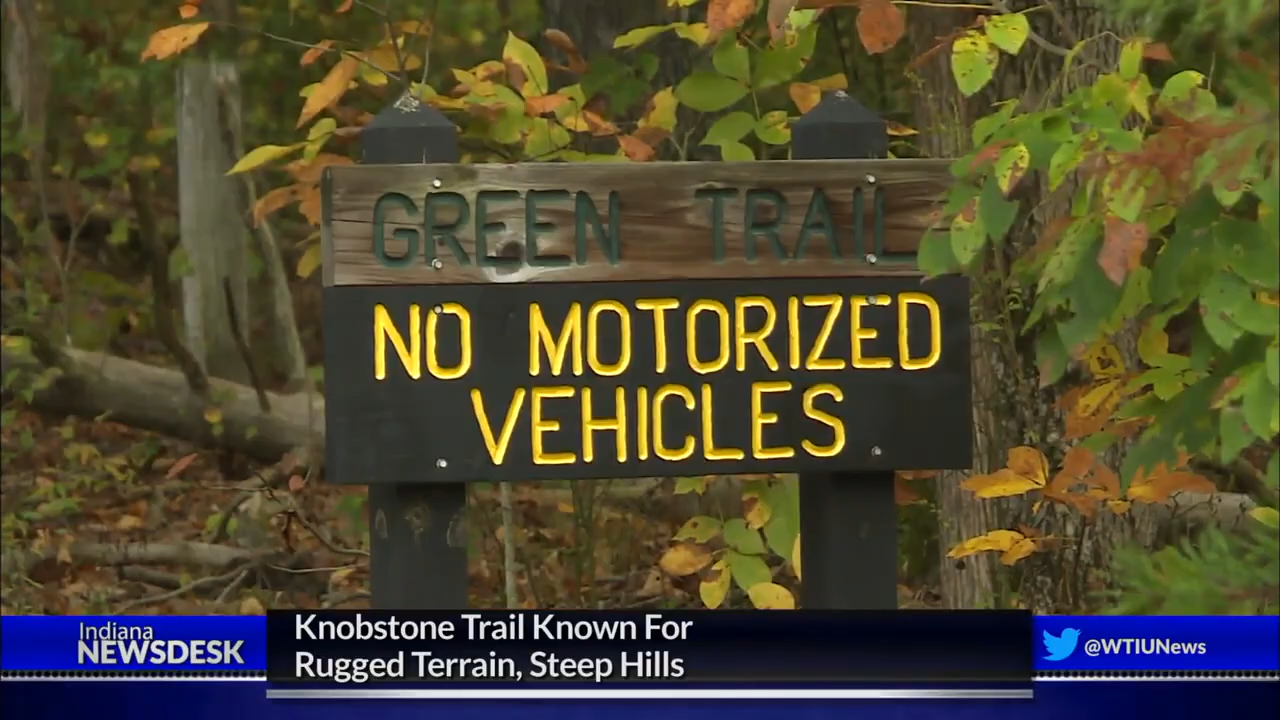 GREEN TRAIL
NO MOTORIZED
VEHICLES
Indiana
NEWSDESK
Knobstone Trail Known For
Rugged Terrain, Steep Hills
@WTIUNews